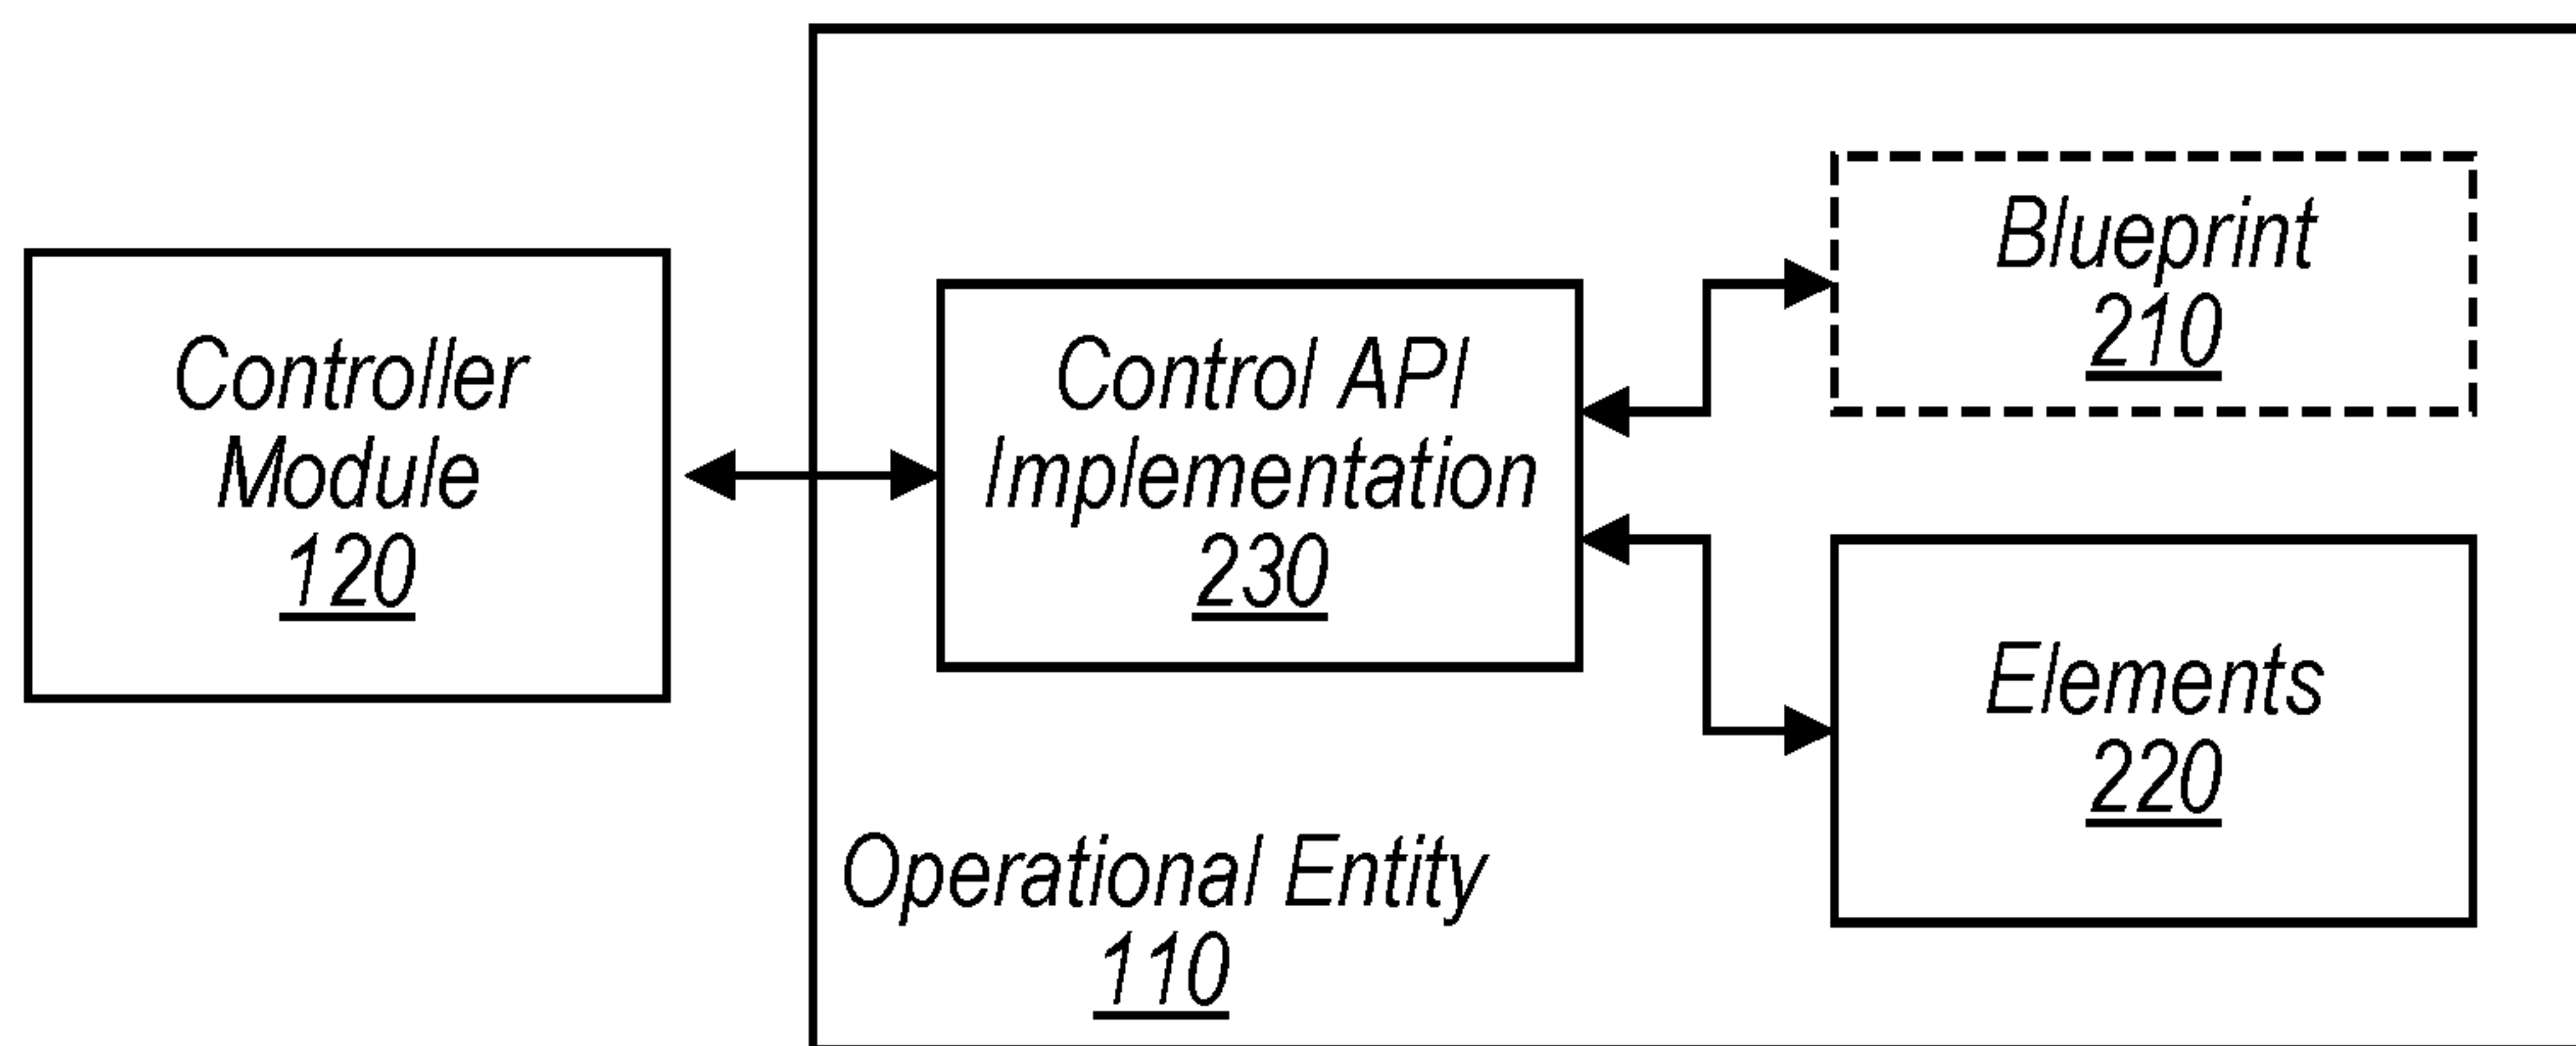 Controller
Module
120
Control API
Implementation
230
Blueprint
210
Elements
220
Operational Entity
110